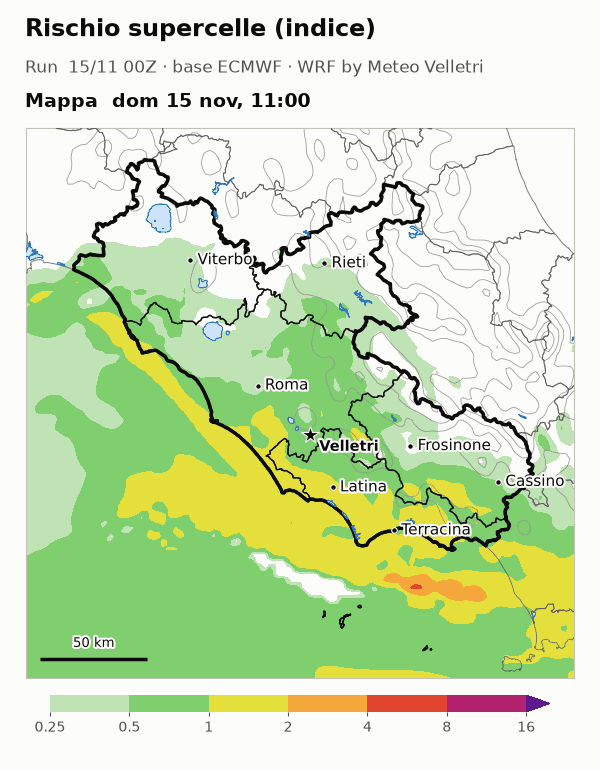 Rischio supercelle (indice)
Run  15/11 00Z · base ECMWF · WRF by Meteo Velletri
Mappa  dom 15 nov, 11:00
Viterbo
Rieti
Roma
Velletri
Frosinone
Cassino
Latina
Terracina
50 km
0.25 0.5 1 2 4 8 16